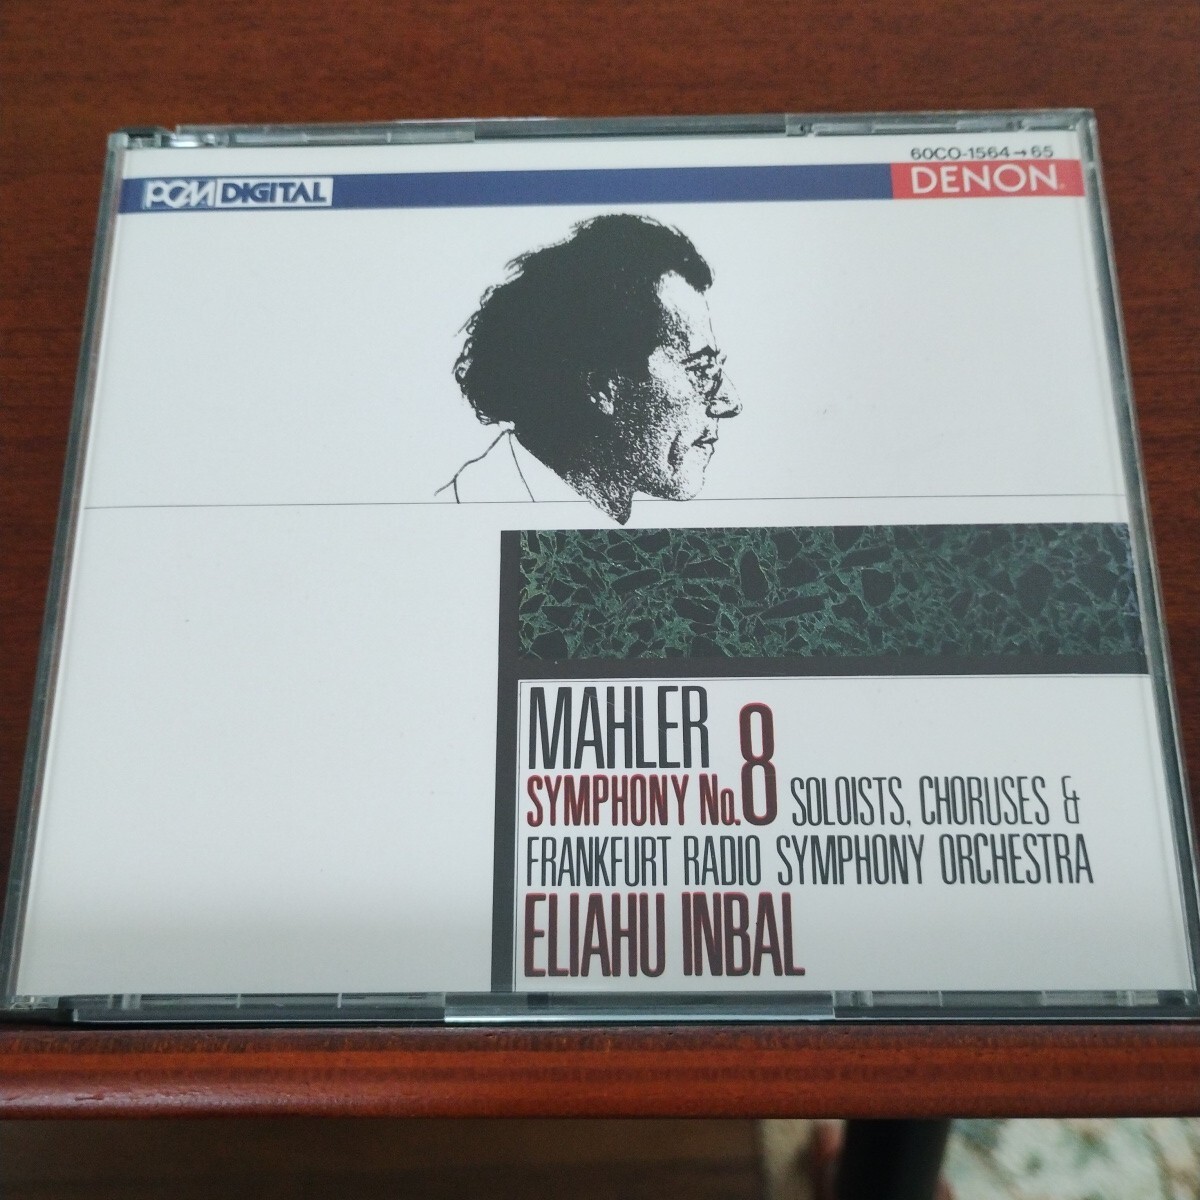 60CO-1564→65
PCM DIGITAL
DENON
MAHLER
SYMPHONY No.8 SOLOISTS, CHORUSES &
FRANKFURT RADIO SYMPHONY ORCHESTRA
ELIAHU INBAL